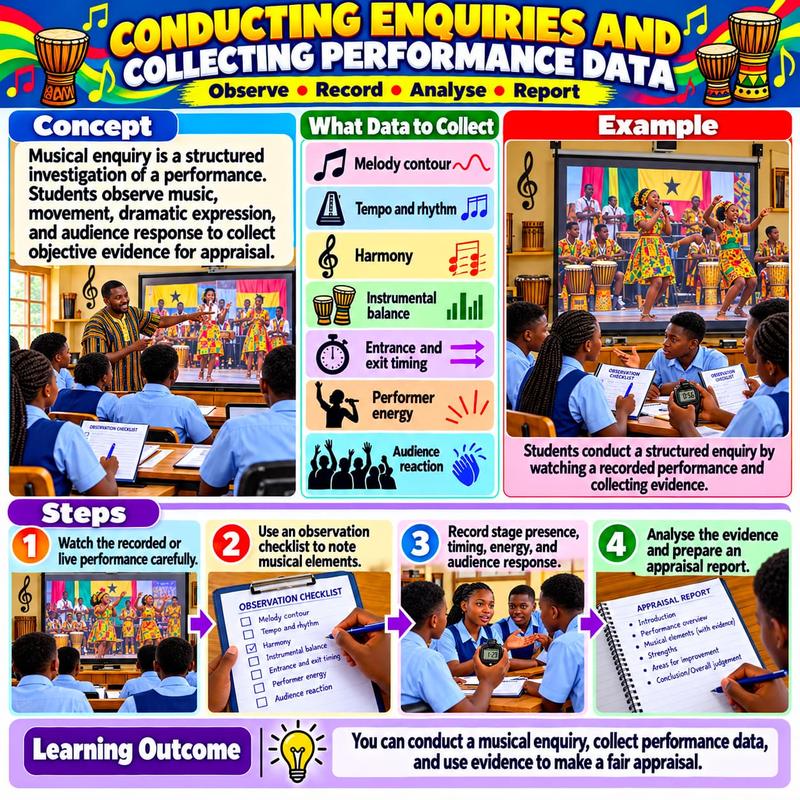 CONDUCTING ENQUIRIES AND
COLLECTING PERFORMANCE DATA
Observe • Record • Analyse • Report
Concept
Musical enquiry is a structured
investigation of a performance.
Students observe music,
movement, dramatic expression,
and audience response to collect
objective evidence for appraisal.
OBSERVATION CHECKLIST
What Data to Collect
Melody contour
Tempo and rhythm
Harmony
Instrumental
balance
Entrance and
exit timing
Performer
energy
Audience
reaction
Example
OBSERVATION
CHECKLIST
0:56
OBSERVATION
CHECKLIST
Students conduct a structured enquiry by
watching a recorded performance and
collecting evidence.
Steps
1
Watch the recorded or
live performance carefully.
2
Use an observation
checklist to note
musical elements.
OBSERVATION CHECKLIST
Melody contour
Tempo and rhythm
Harmony
Instrumental balance
Entrance and exit timing
Performer energy
Audience reaction
3
Record stage presence,
timing, energy, and
audience response.
4
Analyse the evidence
and prepare an
appraisal report.
APPRAISAL REPORT
• Introduction
• Performance overview
• Musical elements (with evidence)
• Strengths
• Areas for improvement
• Conclusion/Overall judgement
Learning Outcome
You can conduct a musical enquiry, collect performance data,
and use evidence to make a fair appraisal.